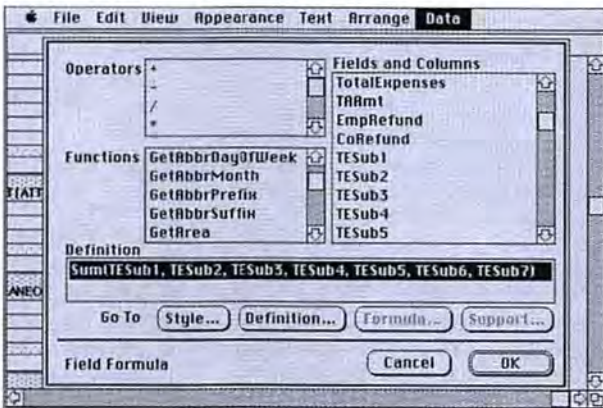 File Edit View Appearance Text Arrange Data
Operators
+
-
/
*
Fields and Columns
TotalExpenses
TAAmt
EmpRefund
CoRefund
TESub1
TESub2
TESub3
TESub4
TESub5
Functions
GetAbbrDayOfWeek
GetAbbrMonth
GetAbbrPrefix
GetAbbrSuffix
GetArea
Definition
Sum(TESub1, TESub2, TESub3, TESub4, TESub5, TESub6, TESub7)
Go To Style... Definition... Formula... Support...
Field Formula Cancel OK
(ATT
ANEO